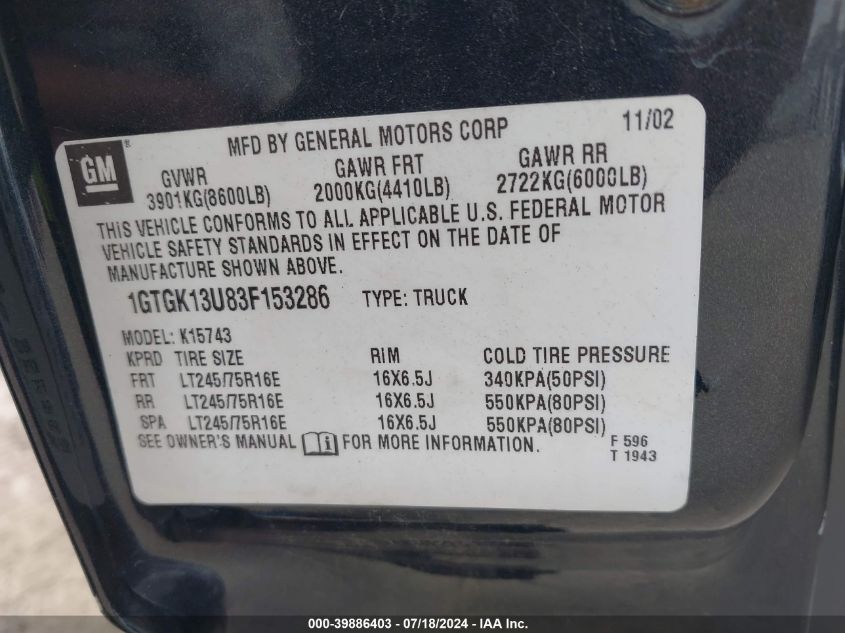 GM ®
MFD BY GENERAL MOTORS CORP 11/02
GVWR GAWR FRT GAWR RR
3901KG(8600LB) 2000KG(4410LB) 2722KG(6000LB)
THIS VEHICLE CONFORMS TO ALL APPLICABLE U.S. FEDERAL MOTOR
VEHICLE SAFETY STANDARDS IN EFFECT ON THE DATE OF
MANUFACTURE SHOWN ABOVE.
1GTGK13U83F153286 TYPE: TRUCK
MODEL: K15743
KPRD TIRE SIZE RIM COLD TIRE PRESSURE
FRT LT245/75R16E 16X6.5J 340KPA(50PSI)
RR LT245/75R16E 16X6.5J 550KPA(80PSI)
SPA LT245/75R16E 16X6.5J 550KPA(80PSI)
SEE OWNER'S MANUAL FOR MORE INFORMATION. F 596
T 1943
000-39886403 - 07/18/2024 - IAA Inc.